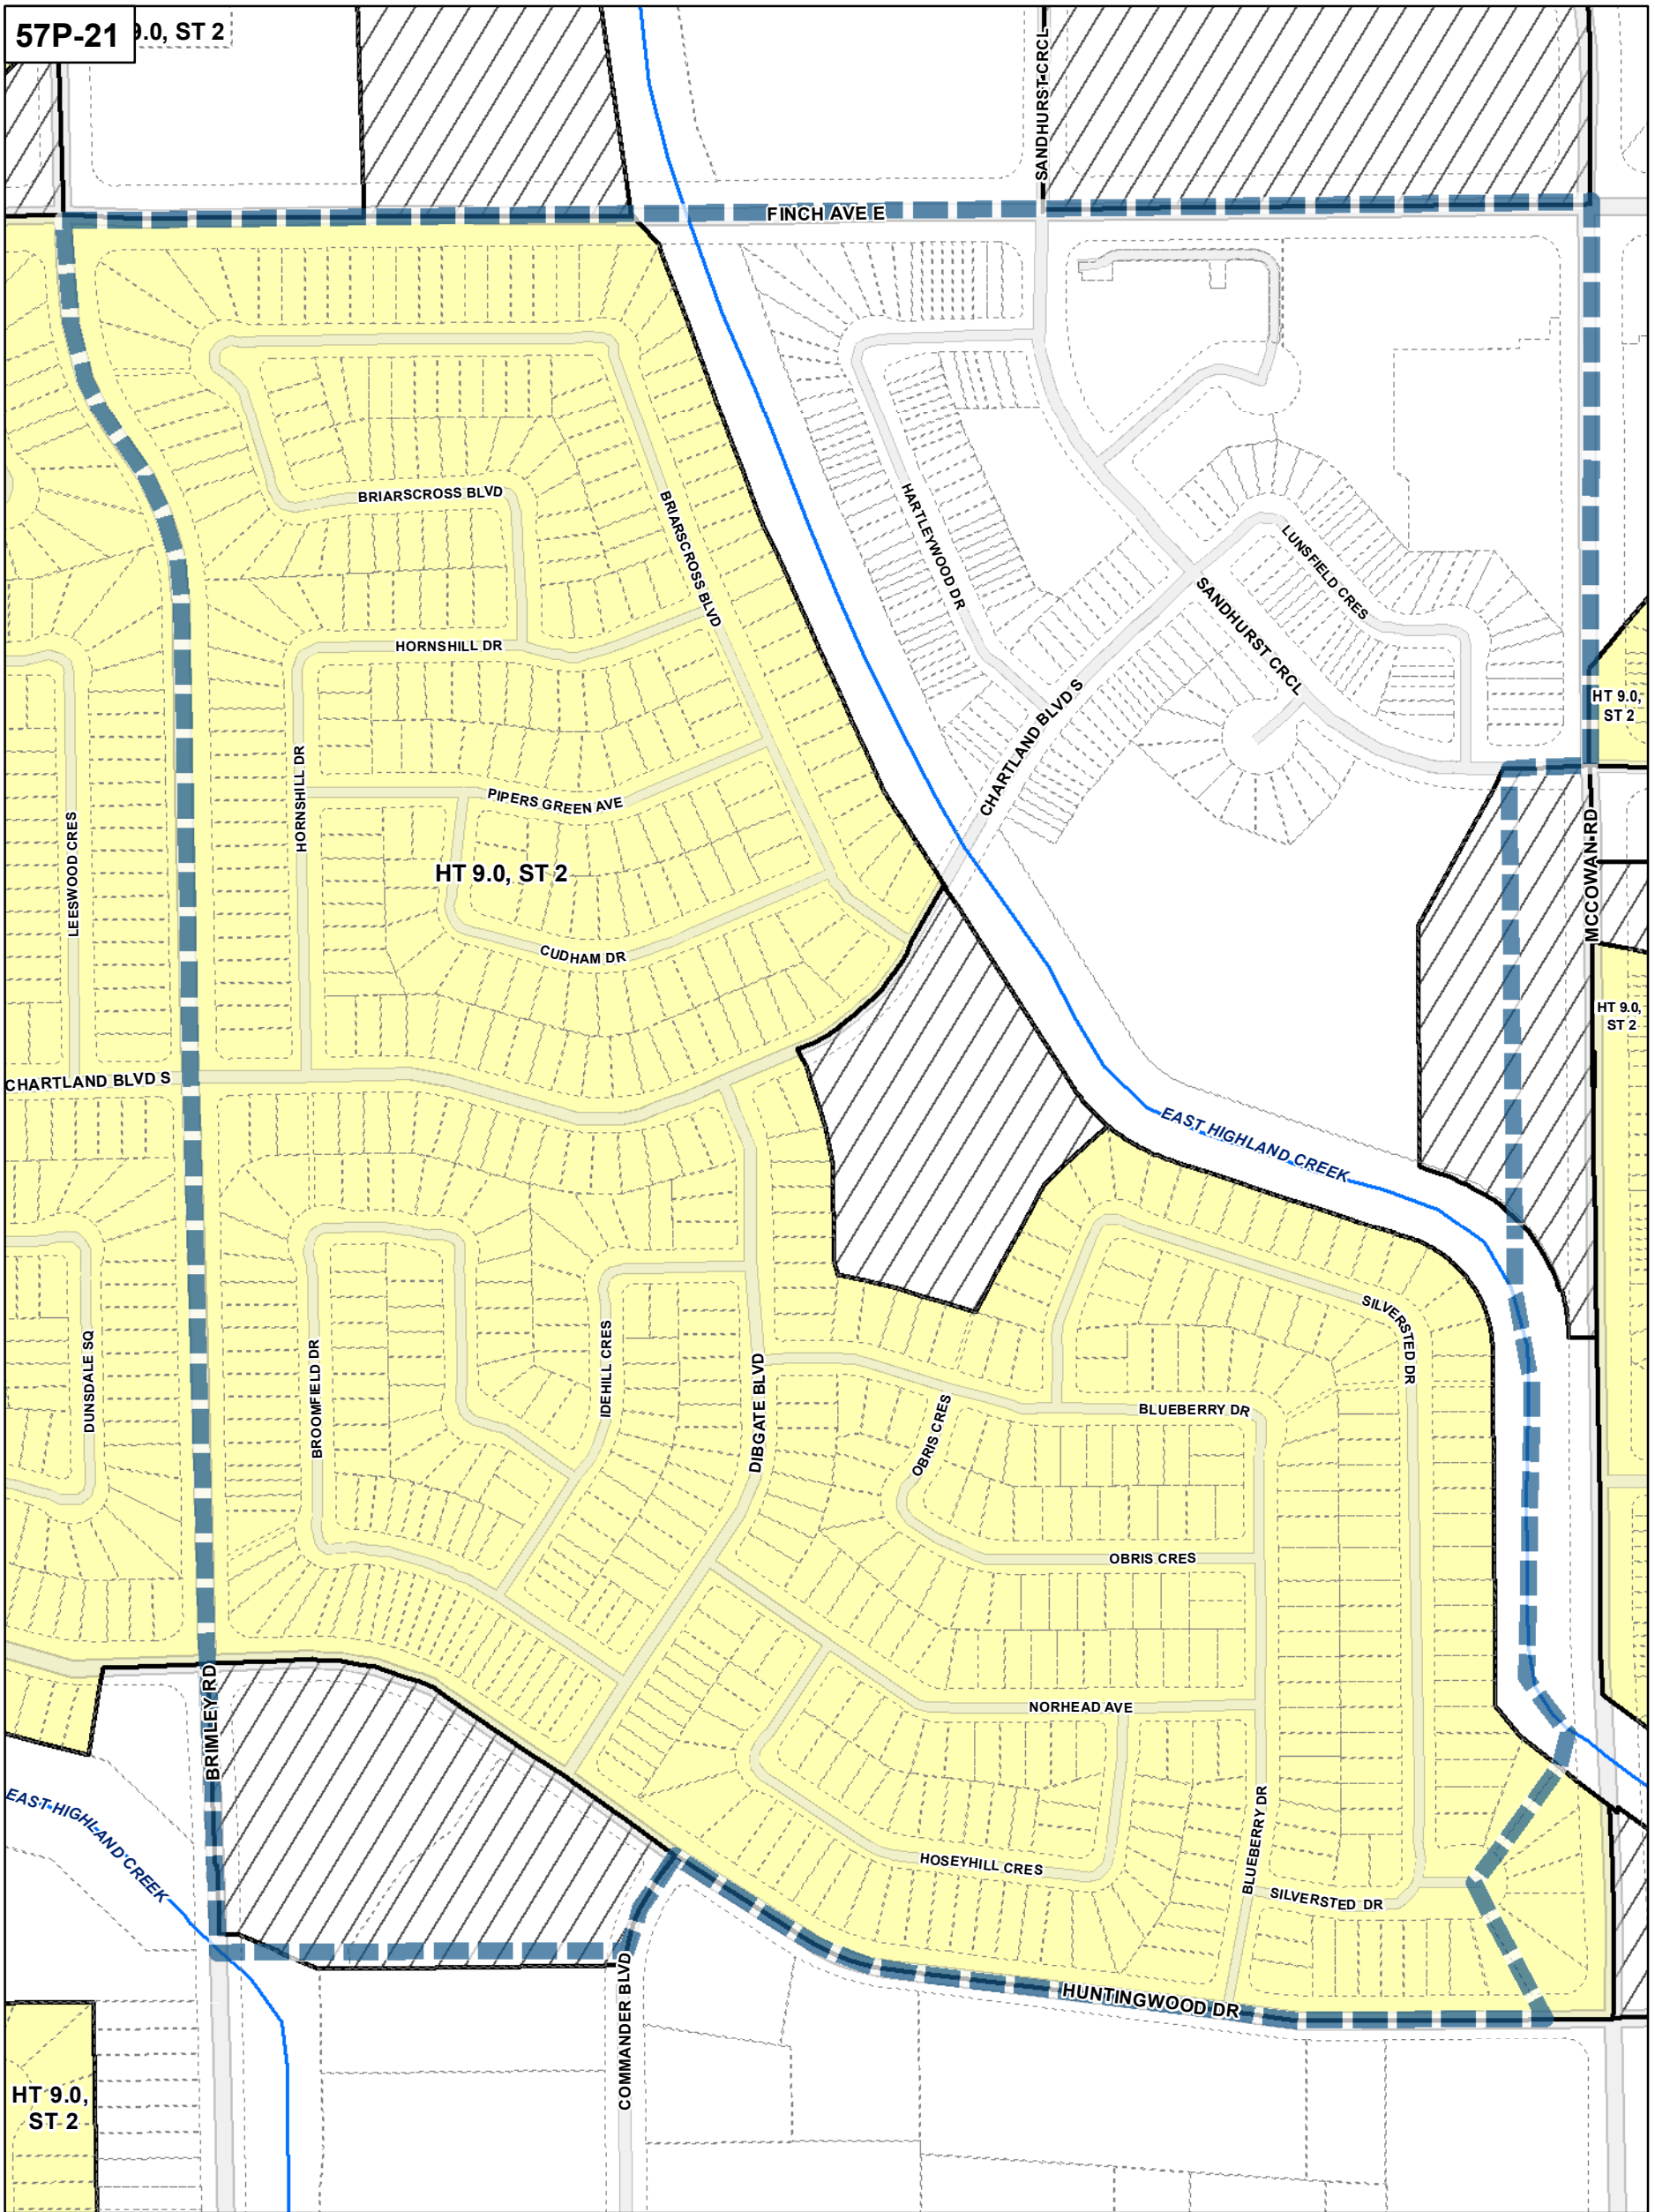 57P-21
9.0, ST 2
SANDHURST CRCL
FINCH AVE E
BRIARSCROSS BLVD
BRIARSCROSS BLVD
HARTLEYWOOD DR
LUNSFIELD CRES
SANDHURST CRCL
HORNSHILL DR
HT 9.0,
ST 2
CHARTLAND BLVD S
HORNSHILL DR
PIPERS GREEN AVE
LEESWOOD CRES
HT 9.0, ST 2
MCCOWAN RD
CUDHAM DR
HT 9.0,
ST 2
CHARTLAND BLVD S
EAST HIGHLAND CREEK
SILVERSTED DR
DUNSDALE SQ
BROOMFIELD DR
IDEHILL CRES
DIBGATE BLVD
BLUEBERRY DR
OBRIS CRES
OBRIS CRES
NORHEAD AVE
BRIMLEY RD
EAST HIGHLAND CREEK
HOSEYHILL CRES
BLUEBERRY DR
SILVERSTED DR
COMMANDER BLVD
HUNTINGWOOD DR
HT 9.0,
ST 2